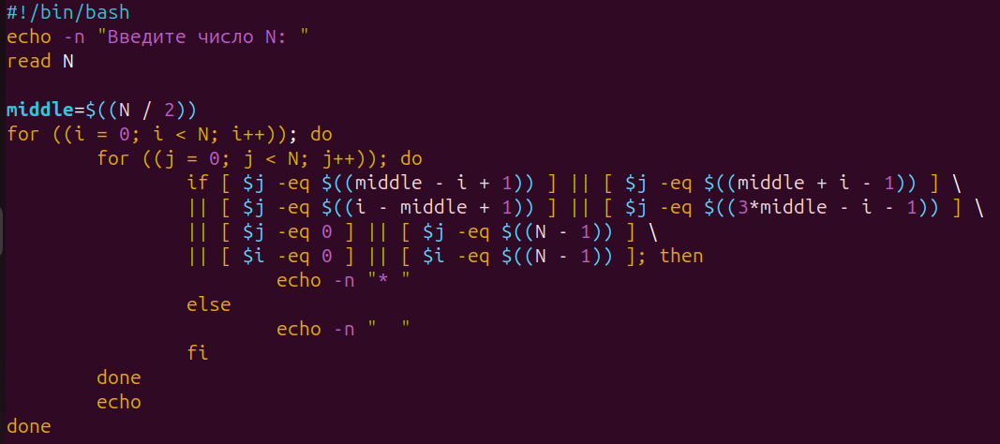 #!/bin/bash
echo -n "Введите число N: "
read N

middle=$((N / 2))
for ((i = 0; i < N; i++)); do
        for ((j = 0; j < N; j++)); do
                if [ $j -eq $((middle - i + 1)) ] || [ $j -eq $((middle + i - 1)) ] \
                || [ $j -eq $((i - middle + 1)) ] || [ $j -eq $((3*middle - i - 1)) ] \
                || [ $j -eq 0 ] || [ $j -eq $((N - 1)) ] \
                || [ $i -eq 0 ] || [ $i -eq $((N - 1)) ]; then
                        echo -n "* "
                else
                        echo -n "  "
                fi
        done
        echo
done